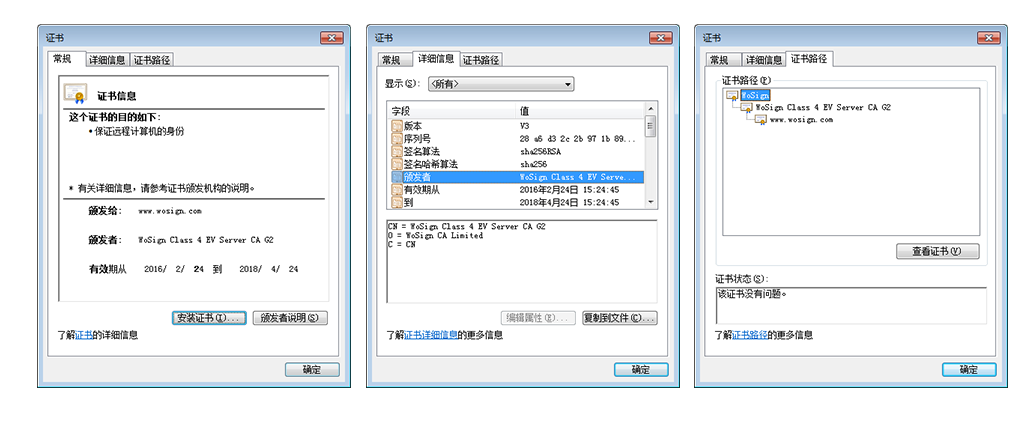 证书
常规 详细信息 证书路径
证书信息
这个证书的目的如下:
• 保证远程计算机的身份
* 有关详细信息,请参考证书颁发机构的说明。
颁发给: www.wosign.com
颁发者: WoSign Class 4 EV Server CA G2
有效期从 2016/ 2/ 24 到 2018/ 4/ 24
安装证书(I)... 颁发者说明(S)
了解证书的详细信息
确定
证书
常规 详细信息 证书路径
显示(S): <所有>
字段 值
版本 V3
序列号 28 a6 d3 2c 2b 97 1b 89...
签名算法 sha256RSA
签名哈希算法 sha256
颁发者 WoSign Class 4 EV Serve...
有效期从 2016年2月24日 15:24:45
到 2018年4月24日 15:24:45
CN = WoSign Class 4 EV Server CA G2
O = WoSign CA Limited
C = CN
编辑属性(E)... 复制到文件(C)...
了解证书详细信息的更多信息
确定
证书
常规 详细信息 证书路径
证书路径(P)
WoSign
WoSign Class 4 EV Server CA G2
www.wosign.com
查看证书(V)
证书状态(S):
该证书没有问题。
了解证书路径的更多信息
确定